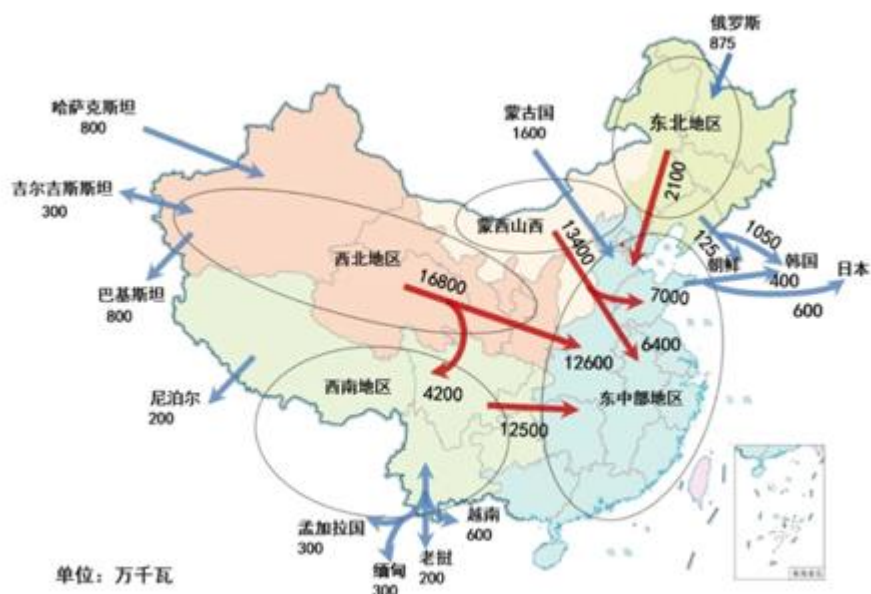 俄罗斯
875
哈萨克斯坦
800
蒙古国
1600
东北地区
2100
吉尔吉斯斯坦
300
蒙西山西
13400
1050
125
朝鲜
韩国
400
日本
600
西北地区
16800
7000
巴基斯坦
800
6400
12600
西南地区
4200
东中部地区
尼泊尔
200
12500
孟加拉国
300
越南
600
缅甸
300
老挝
200
单位：万千瓦